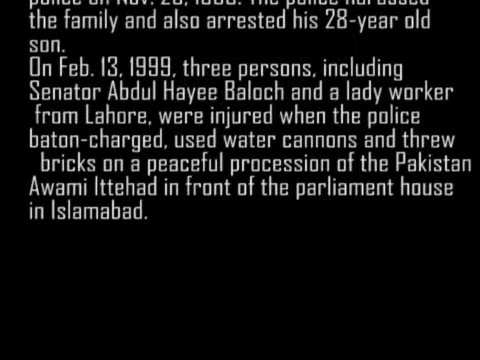 the family and also arrested his 28-year old
son.
On Feb. 13, 1999, three persons, including
Senator Abdul Hayee Baloch and a lady worker
from Lahore, were injured when the police
baton-charged, used water cannons and threw
bricks on a peaceful procession of the Pakistan
Awami Ittehad in front of the parliament house
in Islamabad.